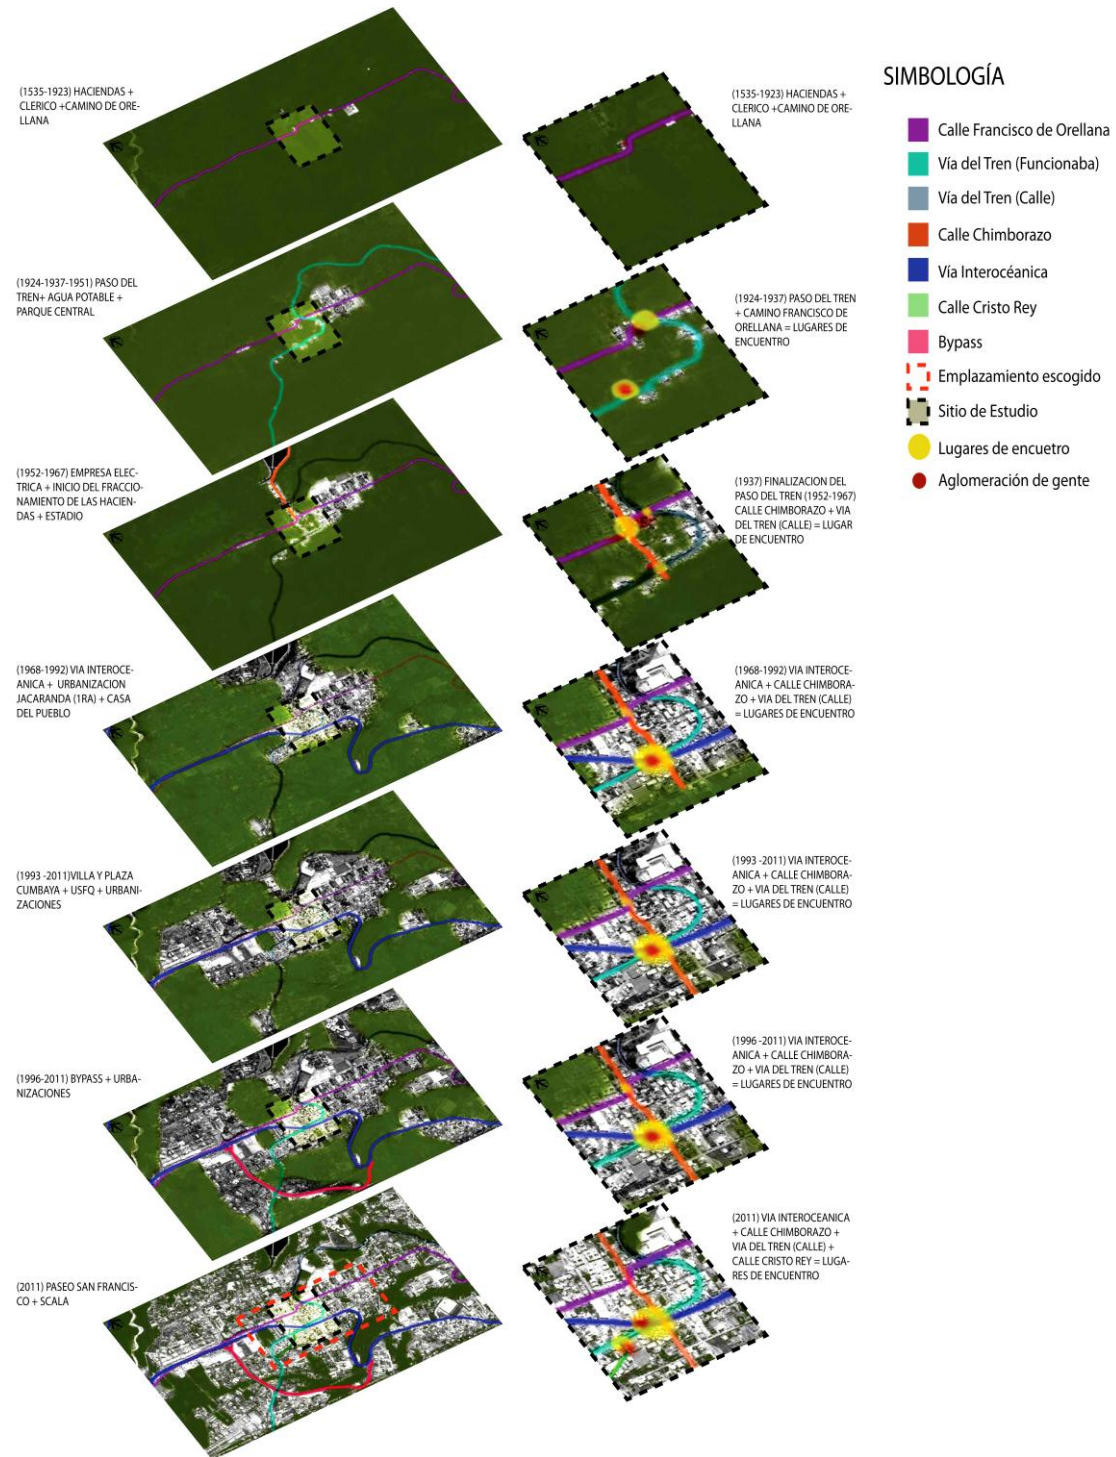 (1535-1923) HACIENDAS +
CLERICO +CAMINO DE ORE-
LLANA
(1924-1937-1951) PASO DEL
TREN+ AGUA POTABLE +
PARQUE CENTRAL
(1952-1967) EMPRESA ELEC-
TRICA + INICIO DEL FRACCIO-
NAMIENTO DE LAS HACIEN-
DAS + ESTADIO
(1968-1992) VIA INTEROCE-
ANICA + URBANIZACION
JACARANDA (1RA) + CASA
DEL PUEBLO
(1993 -2011)VILLA Y PLAZA
CUMBAYA + USFQ + URBANI-
ZACIONES
(1996-2011) BYPASS + URBA-
NIZACIONES
(2011) PASEO SAN FRANCIS-
CO + SCALA
(1535-1923) HACIENDAS +
CLERICO +CAMINO DE ORE-
LLANA
(1924-1937) PASO DEL TREN
+ CAMINO FRANCISCO DE
ORELLANA = LUGARES DE
ENCUENTRO
(1937) FINALIZACION DEL
PASO DEL TREN (1952-1967)
CALLE CHIMBORAZO + VIA
DEL TREN (CALLE) = LUGAR
DE ENCUENTRO
(1968-1992) VIA INTEROCE-
ANICA + CALLE CHIMBORA-
ZO + VIA DEL TREN (CALLE)
= LUGARES DE ENCUENTRO
(1993 -2011) VIA INTEROCE-
ANICA + CALLE CHIMBORA-
ZO + VIA DEL TREN (CALLE)
= LUGARES DE ENCUENTRO
(1996 -2011) VIA INTEROCE-
ANICA + CALLE CHIMBORA-
ZO + VIA DEL TREN (CALLE)
= LUGARES DE ENCUENTRO
(2011) VIA INTEROCEANICA
+ CALLE CHIMBORAZO +
VIA DEL TREN (CALLE) +
CALLE CRISTO REY = LUGA-
RES DE ENCUENTRO
SIMBOLOGÍA
Calle Francisco de Orellana
Vía del Tren (Funcionaba)
Vía del Tren (Calle)
Calle Chimborazo
Vía Interocéanica
Calle Cristo Rey
Bypass
Emplazamiento escogido
Sitio de Estudio
Lugares de encuetro
Aglomeración de gente